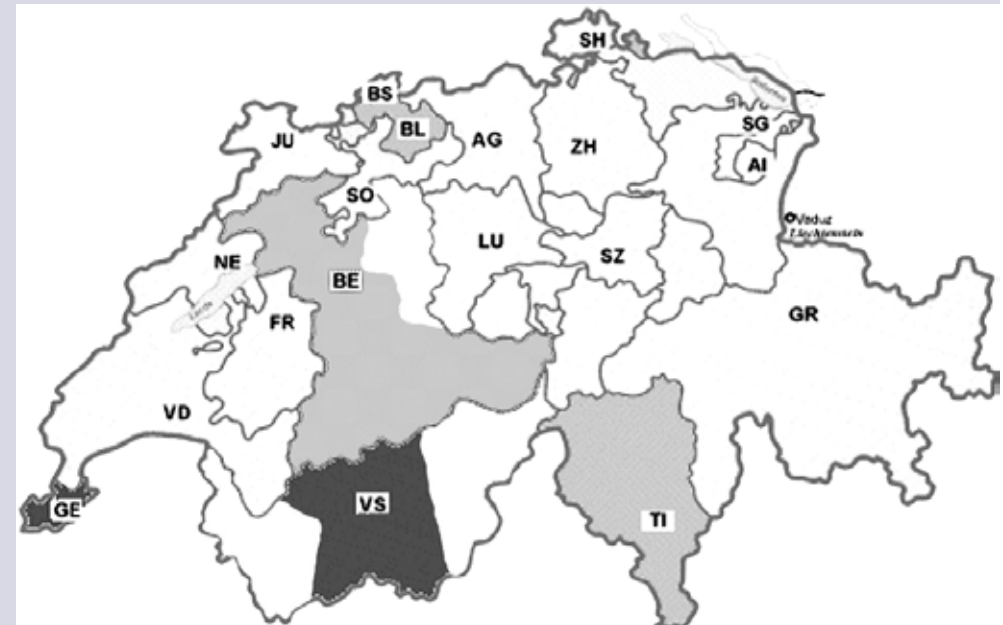 SH
BS
BL
JU
AG
ZH
SG
AI
SO
Vaduz
Liechtenstein
LU
SZ
NE
BE
FR
GR
VD
GE
VS
TI